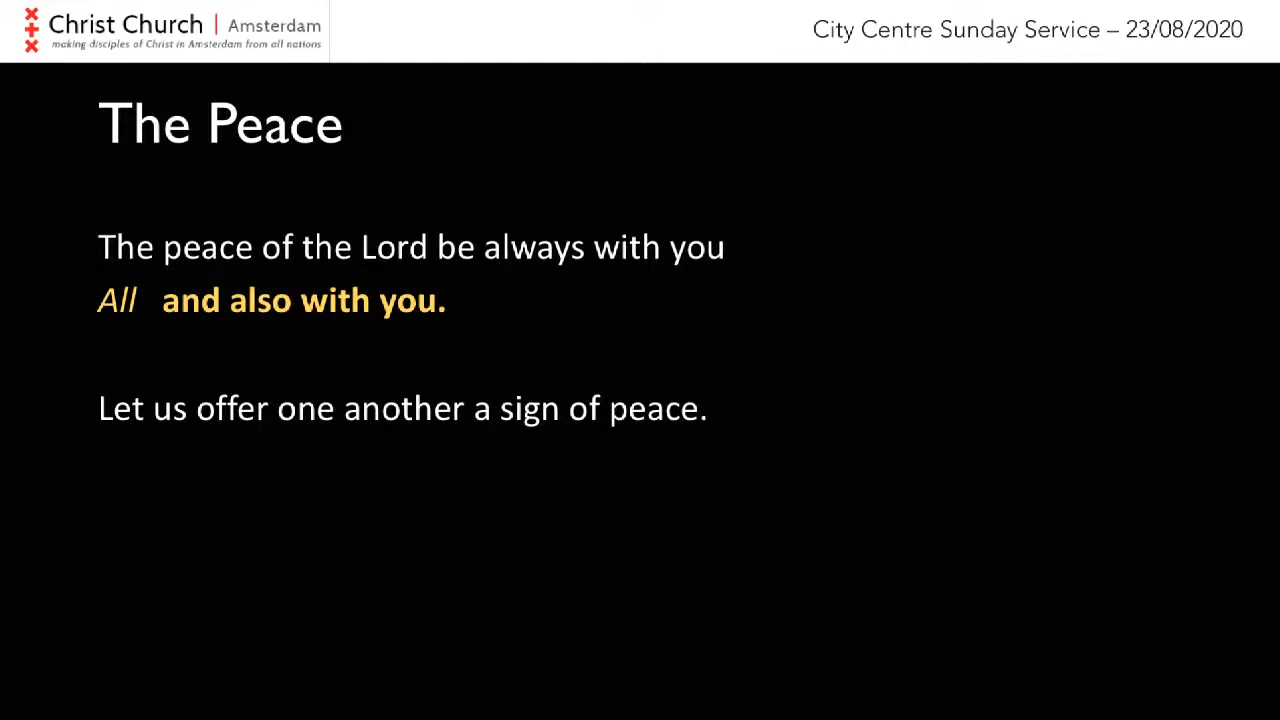 Christ Church | Amsterdam
making disciples of Christ in Amsterdam from all nations
City Centre Sunday Service – 23/08/2020
The Peace
The peace of the Lord be always with you
All and also with you.
Let us offer one another a sign of peace.